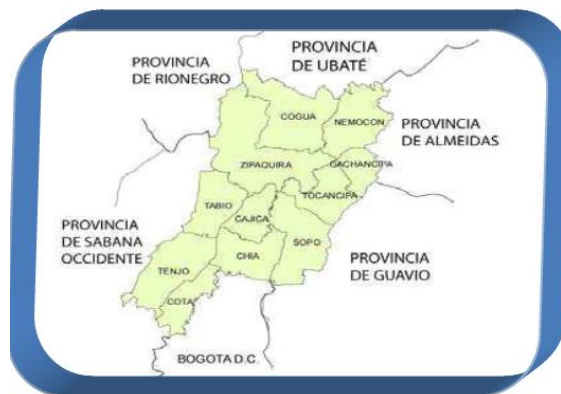 PROVINCIA
DE UBATÉ
PROVINCIA
DE RIONEGRO
COGUA
NEMOCON
PROVINCIA
DE ALMEIDAS
ZIPAQUIRA
GACHANCIPA
TOCANCIPA
TABIO
CAJICA
PROVINCIA
DE SABANA
OCCIDENTE
SOPO
CHIA
PROVINCIA
DE GUAVIO
TENJO
COTA
BOGOTA D.C.